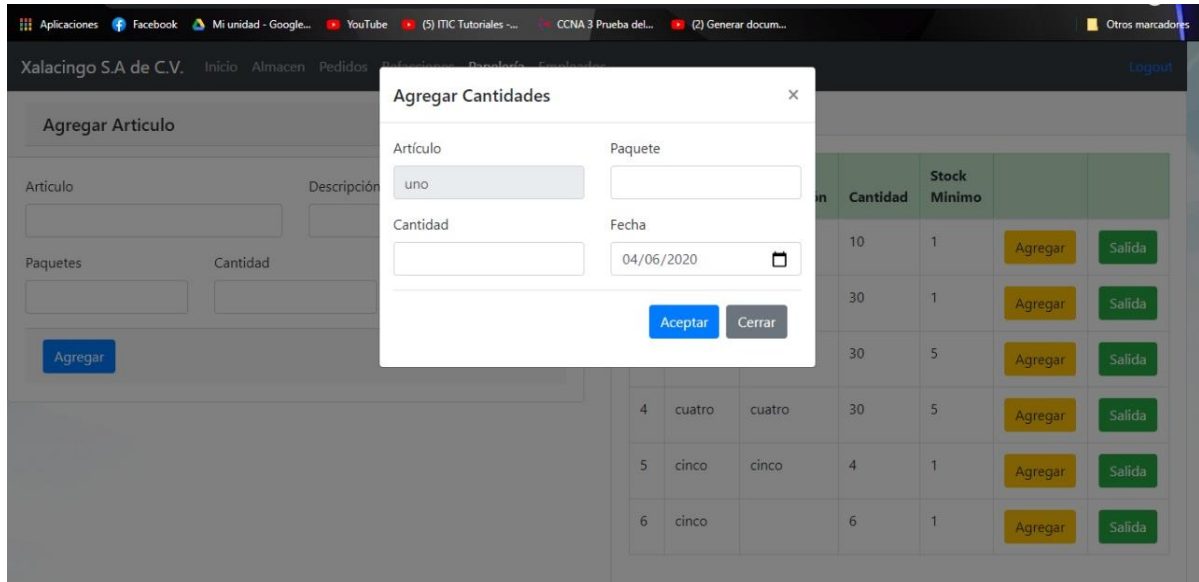 Aplicaciones Facebook Mi unidad - Google... YouTube (5) ITIC Tutoriales -... CCNA 3 Prueba del... (2) Generar docum... Otros marcadores
Xalacingo S.A de C.V. Inicio Almacen Pedidos Refacciones Papelería Empleados Logout
Agregar Cantidades ×
Artículo Paquete
uno
Cantidad Fecha
04/06/2020
Aceptar Cerrar
Agregar Articulo
Articulo Descripción
Paquetes Cantidad
Agregar
Cantidad Stock Minimo
10 1 Agregar Salida
30 1 Agregar Salida
30 5 Agregar Salida
4 cuatro cuatro 30 5 Agregar Salida
5 cinco cinco 4 1 Agregar Salida
6 cinco 6 1 Agregar Salida